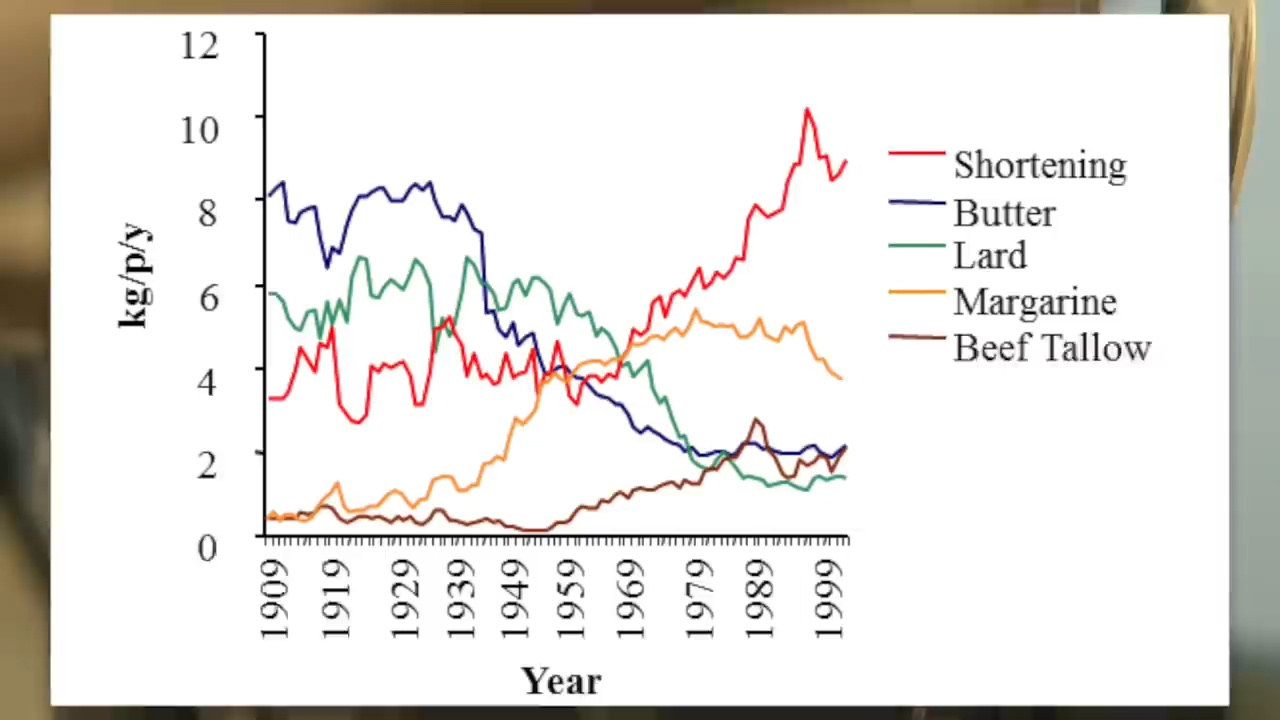 12
10
8
6
4
2
0
kg/p/y
1909 1919 1929 1939 1949 1959 1969 1979 1989 1999
Year
Shortening
Butter
Lard
Margarine
Beef Tallow